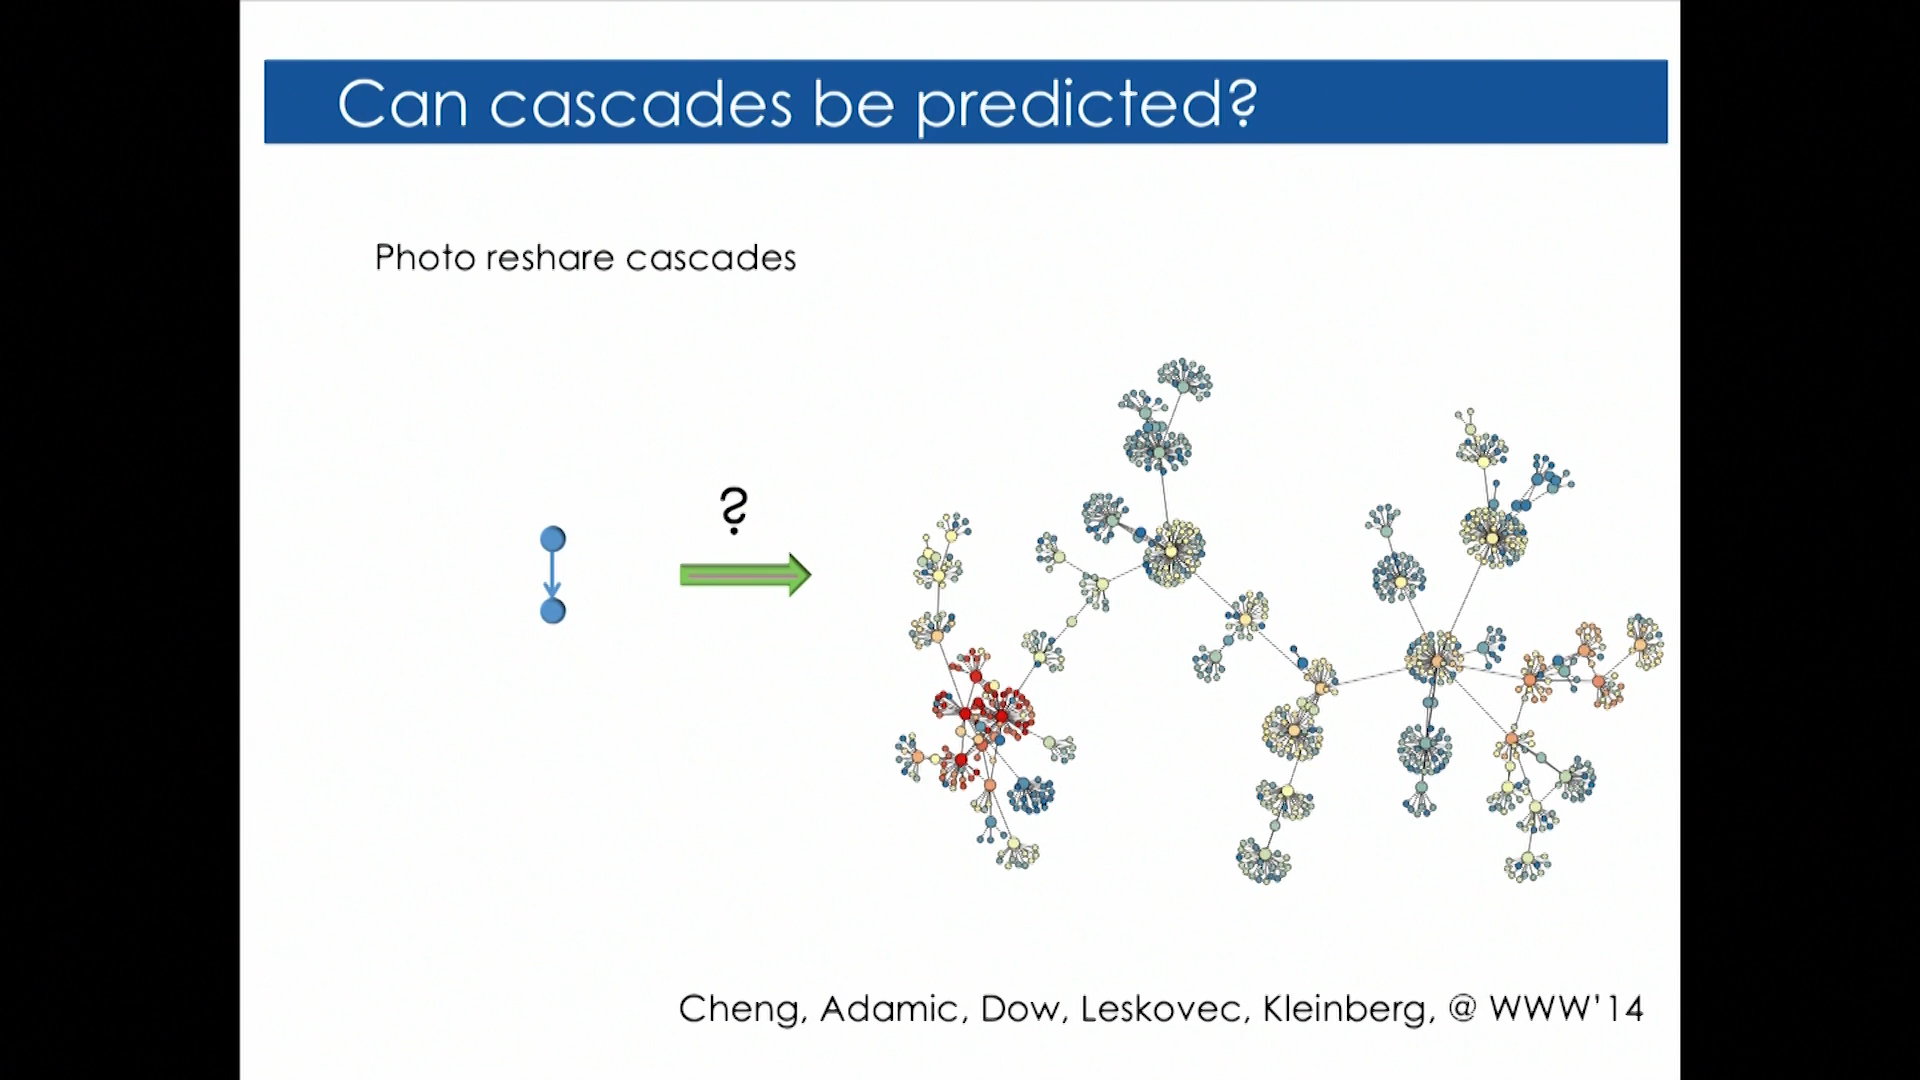 Can cascades be predicted?
Photo reshare cascades
?
Cheng, Adamic, Dow, Leskovec, Kleinberg, @ WWW'14